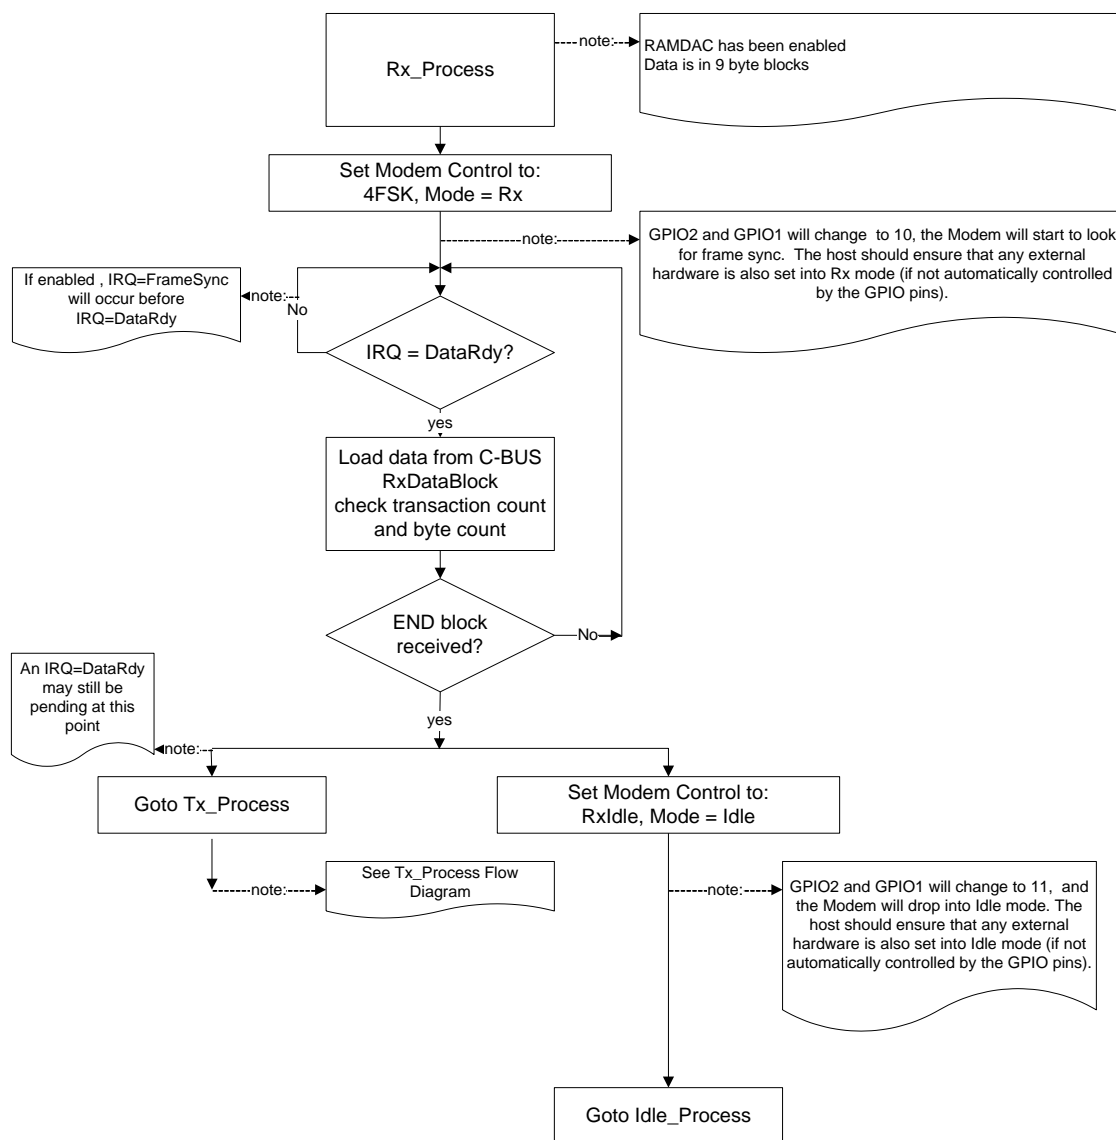 Rx_Process
note:
RAMDAC has been enabled
Data is in 9 byte blocks
Set Modem Control to:
4FSK, Mode = Rx
note:
GPIO2 and GPIO1 will change to 10, the Modem will start to look
for frame sync. The host should ensure that any external
hardware is also set into Rx mode (if not automatically controlled
by the GPIO pins).
If enabled , IRQ=FrameSync
will occur before
IRQ=DataRdy
note:
No
IRQ = DataRdy?
yes
Load data from C-BUS
RxDataBlock
check transaction count
and byte count
END block
received?
No
yes
An IRQ=DataRdy
may still be
pending at this
point
note:
Goto Tx_Process
Set Modem Control to:
RxIdle, Mode = Idle
note:
See Tx_Process Flow
Diagram
note:
GPIO2 and GPIO1 will change to 11, and
the Modem will drop into Idle mode. The
host should ensure that any external
hardware is also set into Idle mode (if not
automatically controlled by the GPIO pins).
Goto Idle_Process